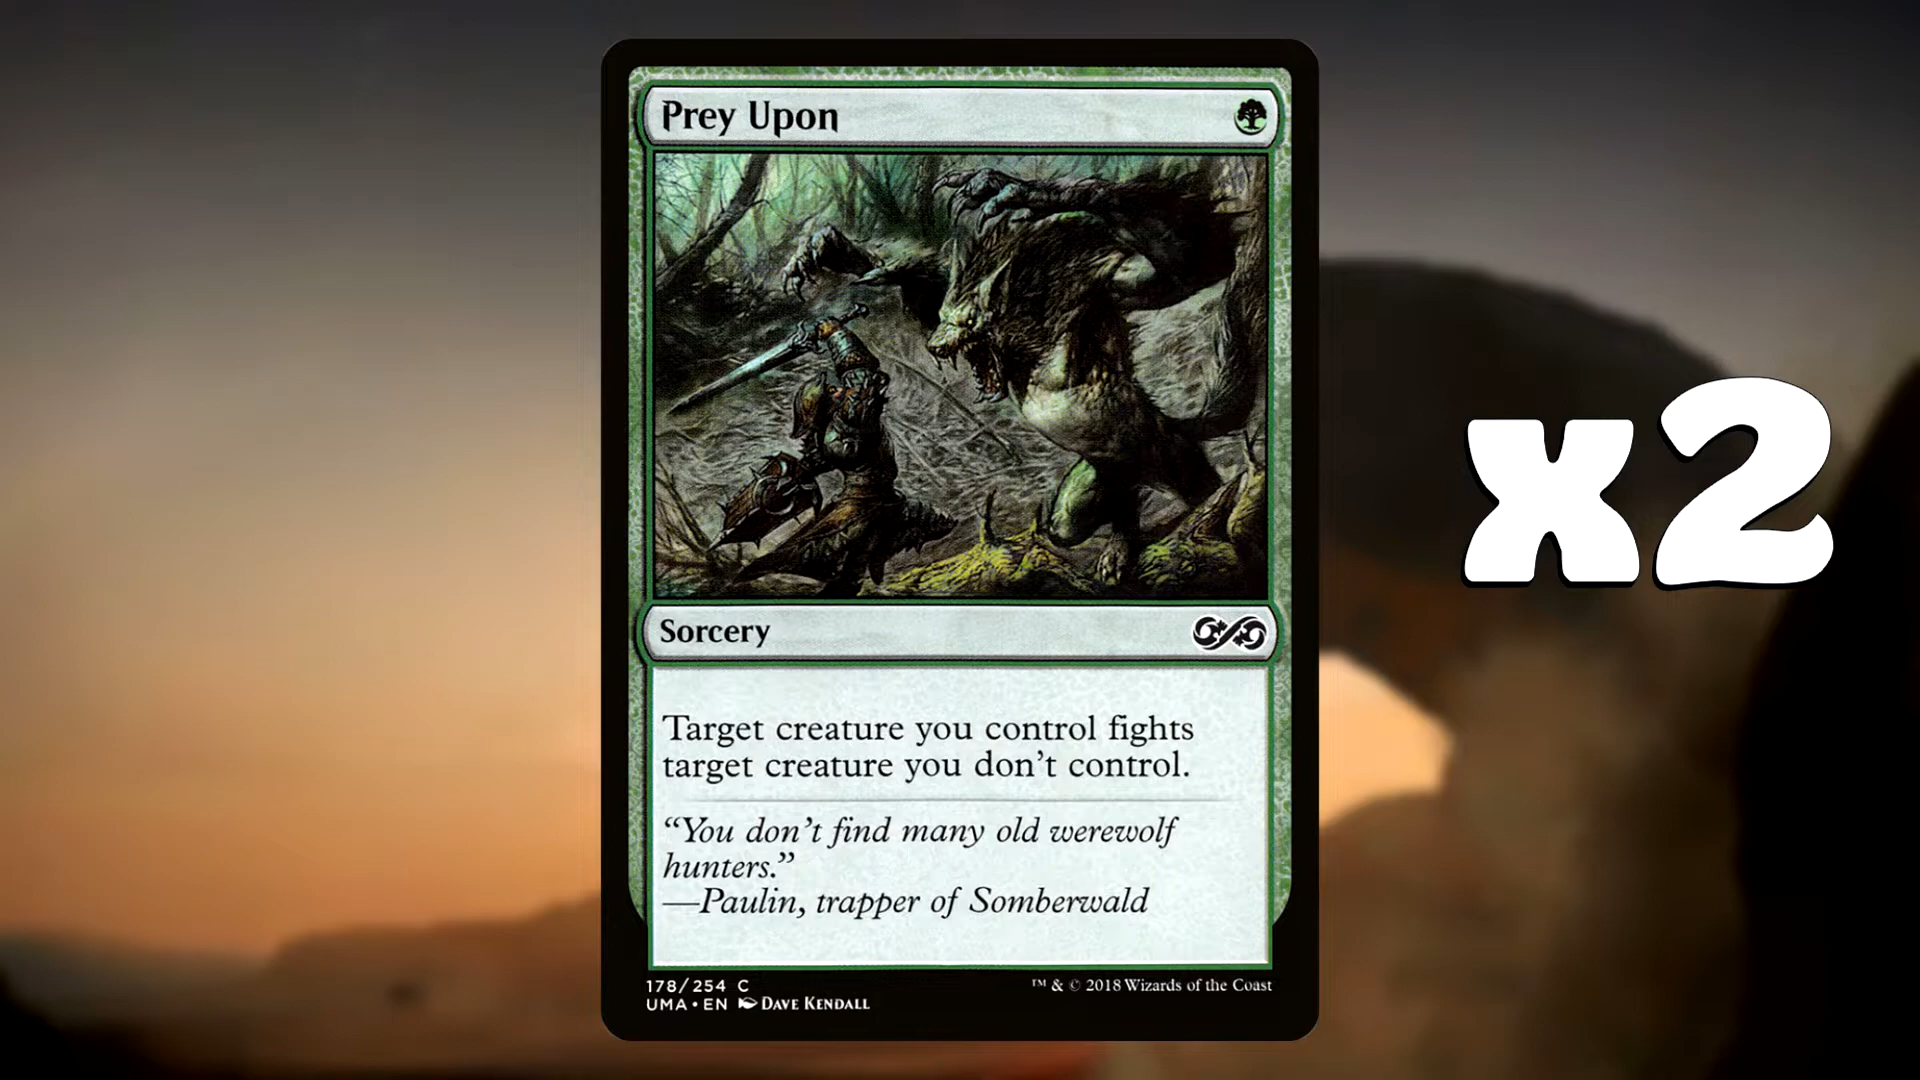 Prey Upon
x2
Sorcery
Target creature you control fights
target creature you don't control.
“You don't find many old werewolf
hunters.”
—Paulin, trapper of Somberwald
178/254 C
™ & © 2018 Wizards of the Coast
UMA • EN DAVE KENDALL